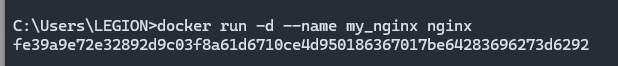 C:\Users\LEGION>docker run -d --name my_nginx nginx
fe39a9e72e32892d9c03f8a61d6710ce4d950186367017be64283696273d6292